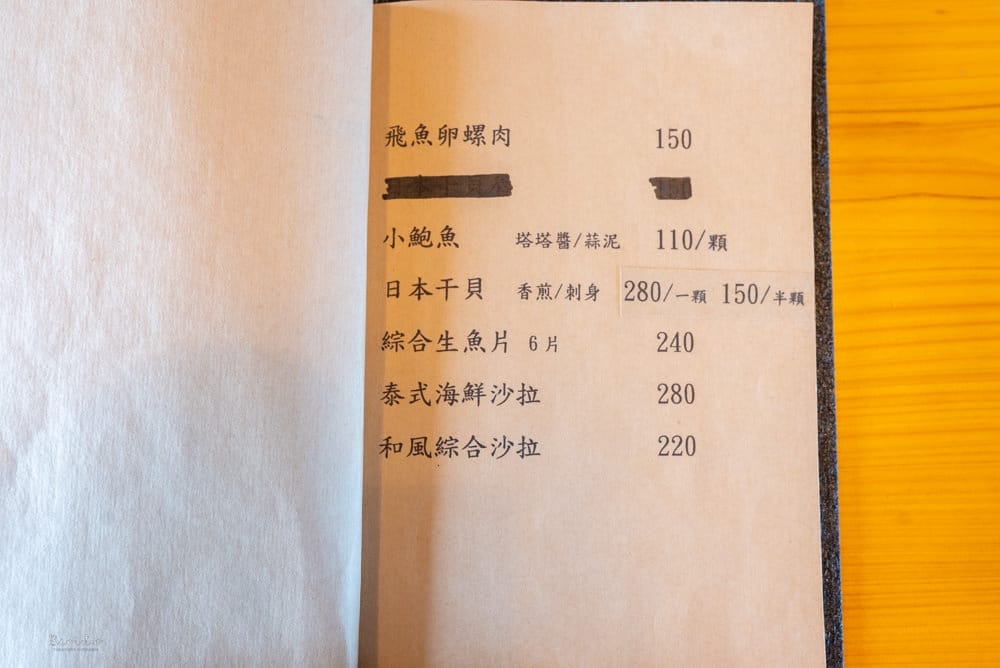 飛魚卵螺肉 150
小鮑魚 塔塔醬/蒜泥 110/顆
日本干貝 香煎/刺身 280/一顆 150/半顆
綜合生魚片 6片 240
泰式海鮮沙拉 280
和風綜合沙拉 220